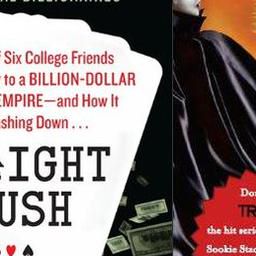 f Six College Friends
to a BILLION-DOLLAR
EMPIRE—and How It
shing Down . . .
IGHT
USH
Do
TR
the hit serie
Sookie Stac